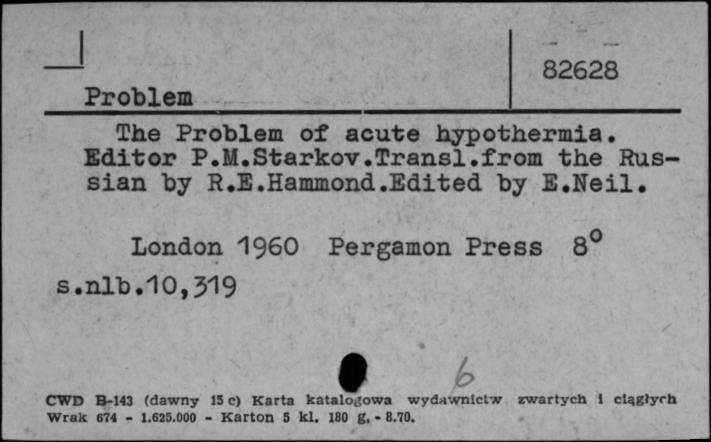 82628
Problem
The Problem of acute hypothermia.
Editor P.M.Starkov.Transl.from the Rus-
sian by R.E.Hammond.Edited by E.Neil.
London 1960 Pergamon Press 8°
s.nlb.10,319
6
CWD B-143 (dawny 15 c) Karta katalogowa wydawnictw zwartych i ciągłych
Wrak 674 - 1.625.000 - Karton 5 kl. 180 g. - 8.70.